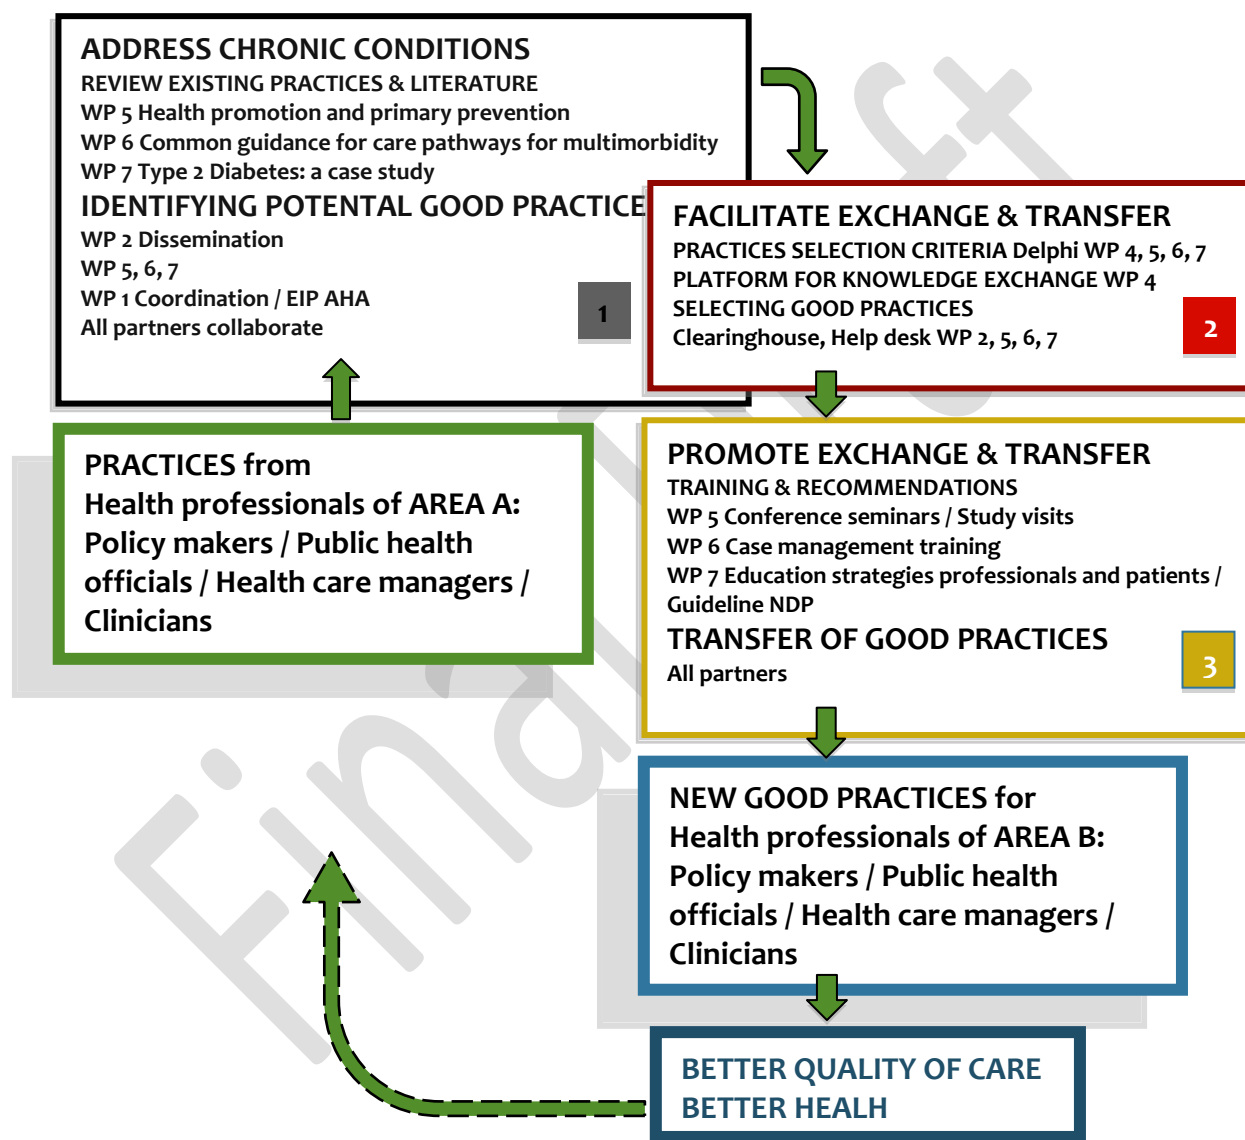 ADDRESS CHRONIC CONDITIONS
REVIEW EXISTING PRACTICES & LITERATURE
WP 5 Health promotion and primary prevention
WP 6 Common guidance for care pathways for multimorbidity
WP 7 Type 2 Diabetes: a case study
IDENTIFYING POTENTIAL GOOD PRACTICE
WP 2 Dissemination
WP 5, 6, 7
WP 1 Coordination / EIP AHA
All partners collaborate
1
FACILITATE EXCHANGE & TRANSFER
PRACTICES SELECTION CRITERIA Delphi WP 4, 5, 6, 7
PLATFORM FOR KNOWLEDGE EXCHANGE WP 4
SELECTING GOOD PRACTICES
Clearinghouse, Help desk WP 2, 5, 6, 7
2
PRACTICES from
Health professionals of AREA A:
Policy makers / Public health
officials / Health care managers /
Clinicians
PROMOTE EXCHANGE & TRANSFER
TRAINING & RECOMMENDATIONS
WP 5 Conference seminars / Study visits
WP 6 Case management training
WP 7 Education strategies professionals and patients /
Guideline NDP
TRANSFER OF GOOD PRACTICES
All partners
3
NEW GOOD PRACTICES for
Health professionals of AREA B:
Policy makers / Public health
officials / Health care managers /
Clinicians
BETTER QUALITY OF CARE
BETTER HEALH
Final Draft